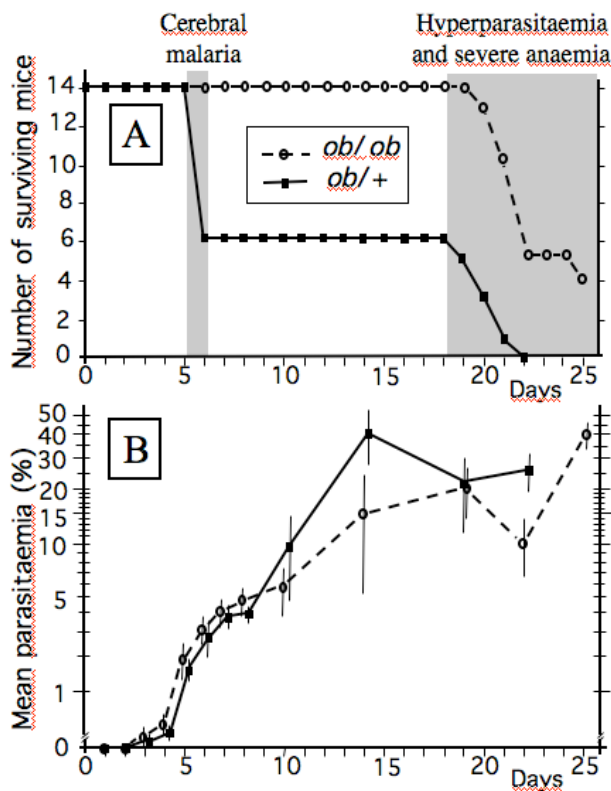 Cerebral
malaria
Hyperparasitaemia
and severe anaemia
Number of surviving mice
14
12
10
8
6
4
2
0
A
ob/ob
ob/+
0 5 10 15 20 25
Days
Mean parasitaemia (%)
50
40
30
20
15
10
5
1
0
B
0 5 10 15 20 25
Days